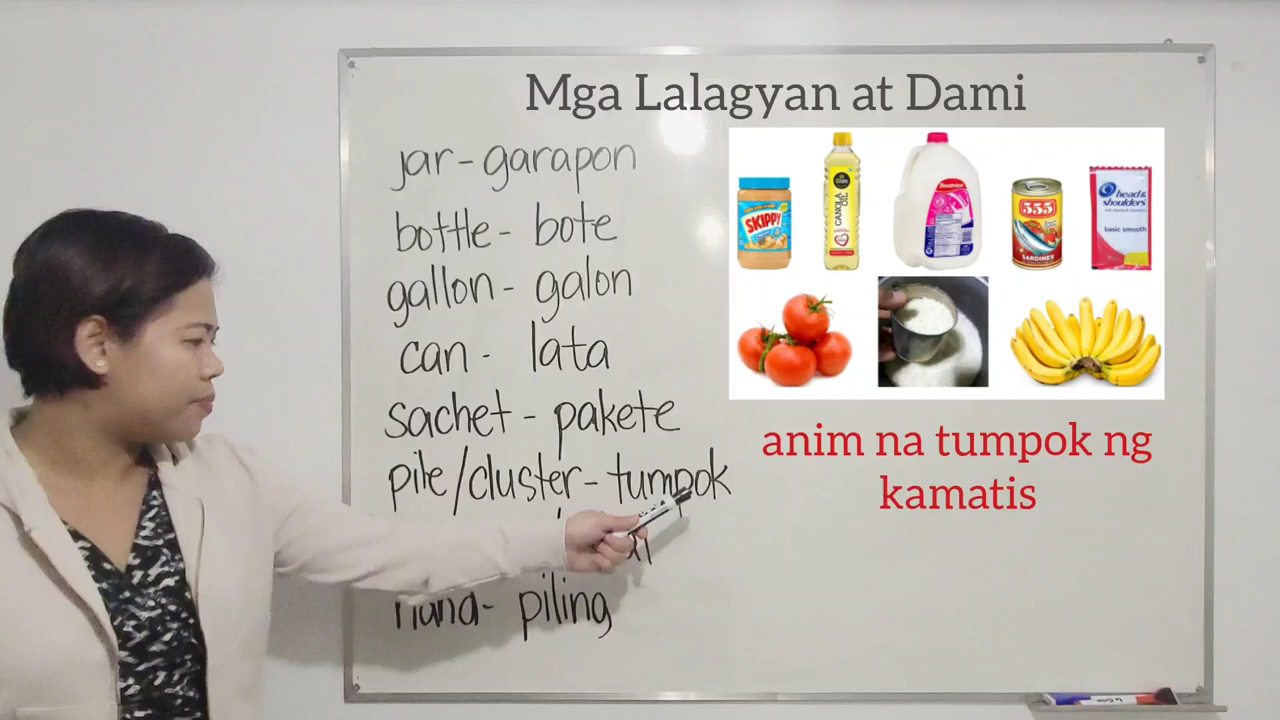 Mga Lalagyan at Dami
jar - garapon
bottle - bote
gallon - galon
can - lata
sachet - pakete
pile/cluster - tumpok
hand - piling
SKIPPY
CANOLA OIL
555
SARDINES
head &
shoulders
basic smooth
anim na tumpok ng
kamatis